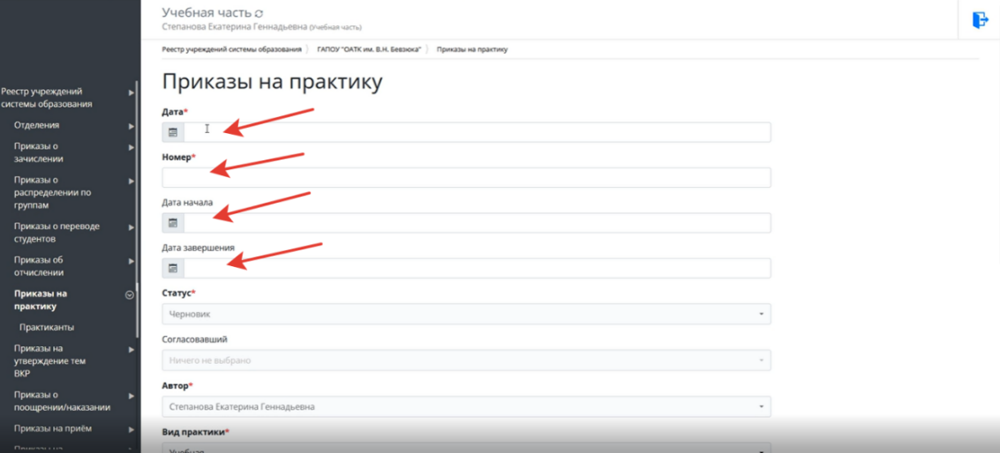 Учебная часть
Степанова Екатерина Геннадьевна (Учебная часть)
Реестр учреждений системы образования
ГАПОУ "ОАТК им. В.Н. Бевзюка"
Приказы на практику
Реестр учреждений
системы образования
Отделения
Приказы о
зачислении
Приказы о
распределении по
группам
Приказы о переводе
студентов
Приказы об
отчислении
Приказы на
практику
Практиканты
Приказы на
утверждение тем
ВКР
Приказы о
поощрении/наказании
Приказы на приём
Приказы на практику
Дата*
Номер*
Дата начала
Дата завершения
Статус*
Черновик
Согласовавший
Ничего не выбрано
Автор*
Степанова Екатерина Геннадьевна
Вид практики*
Учебная